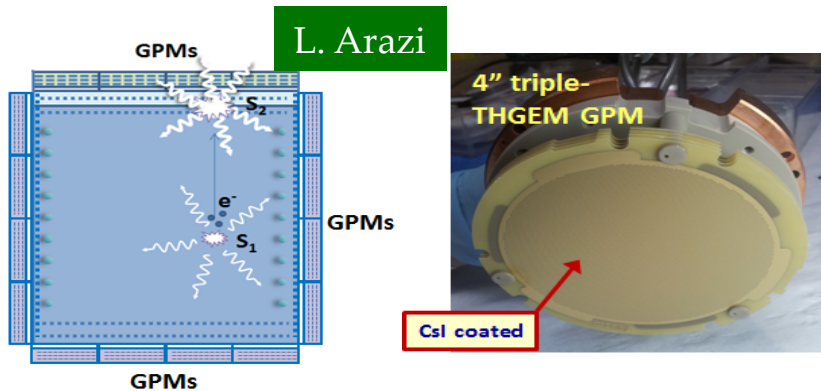 L. Arazi
GPMs
S2
e-
S1
GPMs
GPMs
4” triple-
THGEM GPM
CsI coated